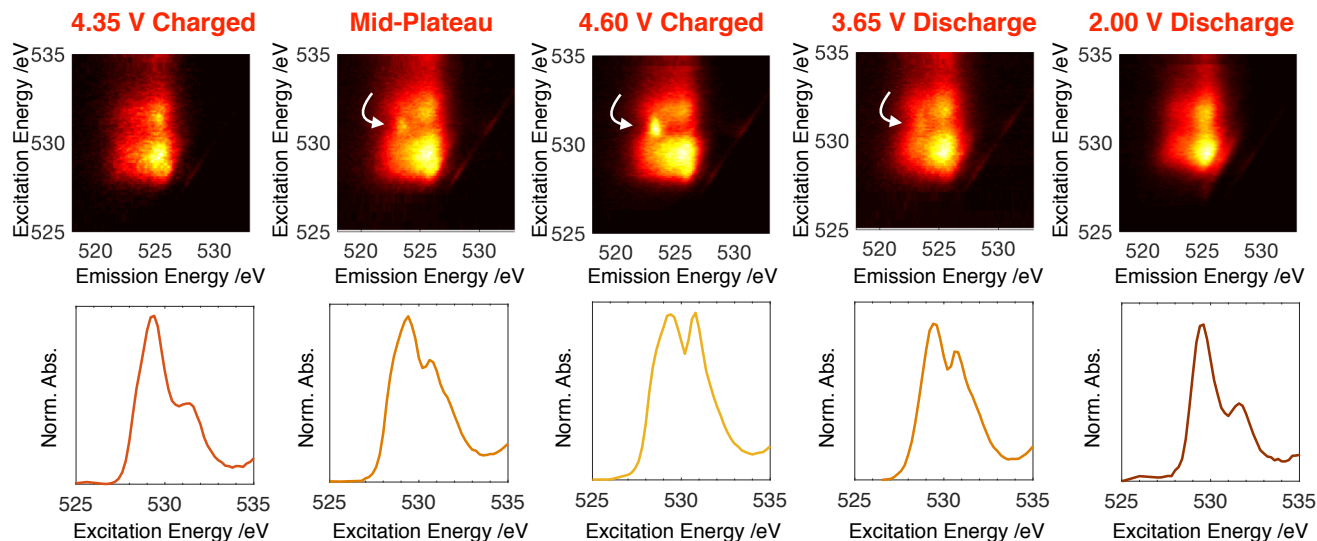 4.35 V Charged
Mid-Plateau
4.60 V Charged
3.65 V Discharge
2.00 V Discharge
Excitation Energy /eV
535
530
525
520 525 530
Emission Energy /eV
Excitation Energy /eV
535
530
525
520 525 530
Emission Energy /eV
Excitation Energy /eV
535
530
525
520 525 530
Emission Energy /eV
Excitation Energy /eV
535
530
525
520 525 530
Emission Energy /eV
Excitation Energy /eV
535
530
525
520 525 530
Emission Energy /eV
Norm. Abs.
525 530 535
Excitation Energy /eV
Norm. Abs.
525 530 535
Excitation Energy /eV
Norm. Abs.
525 530 535
Excitation Energy /eV
Norm. Abs.
525 530 535
Excitation Energy /eV
Norm. Abs.
525 530 535
Excitation Energy /eV